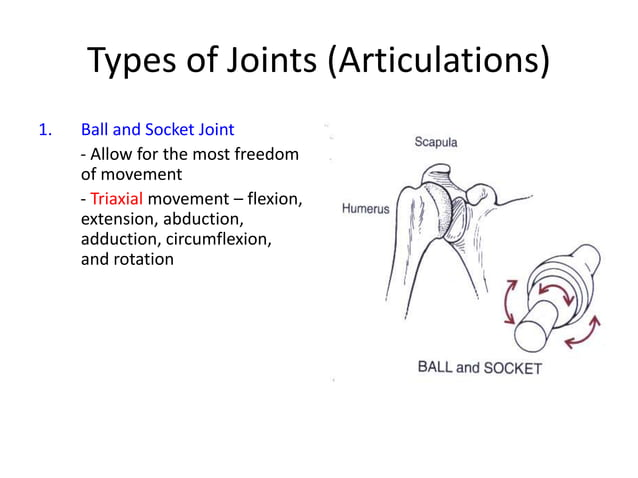 Types of Joints (Articulations)
1. Ball and Socket Joint
- Allow for the most freedom
of movement
- Triaxial movement – flexion,
extension, abduction,
adduction, circumflexion,
and rotation
Scapula
Humerus
BALL and SOCKET